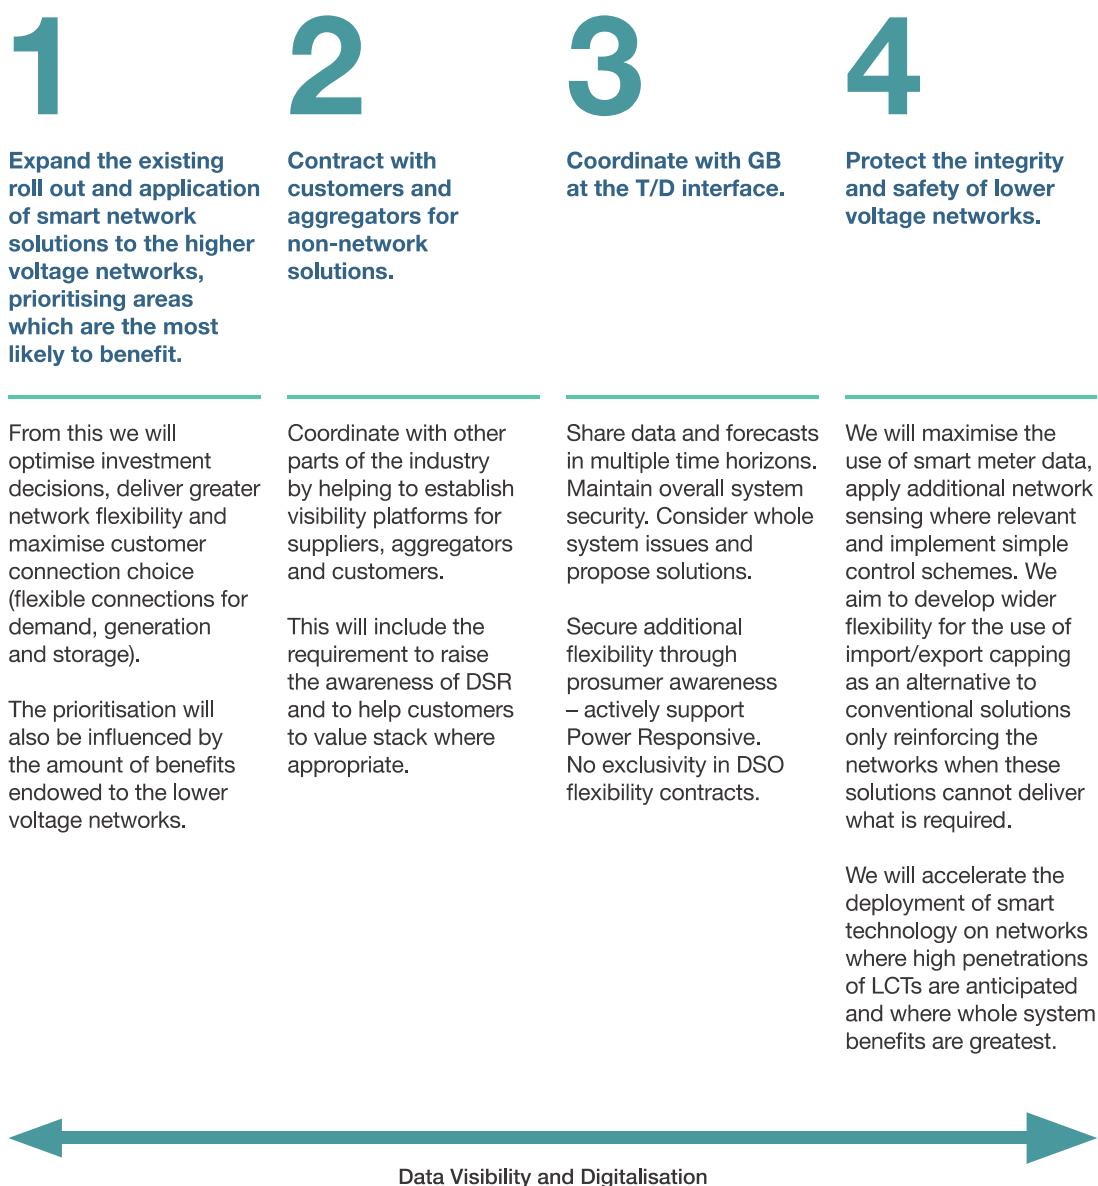 1
Expand the existing
roll out and application
of smart network
solutions to the higher
voltage networks,
prioritising areas
which are the most
likely to benefit.
From this we will
optimise investment
decisions, deliver greater
network flexibility and
maximise customer
connection choice
(flexible connections for
demand, generation
and storage).
The prioritisation will
also be influenced by
the amount of benefits
endowed to the lower
voltage networks.
2
Contract with
customers and
aggregators for
non-network
solutions.
Coordinate with other
parts of the industry
by helping to establish
visibility platforms for
suppliers, aggregators
and customers.
This will include the
requirement to raise
the awareness of DSR
and to help customers
to value stack where
appropriate.
3
Coordinate with GB
at the T/D interface.
Share data and forecasts
in multiple time horizons.
Maintain overall system
security. Consider whole
system issues and
propose solutions.
Secure additional
flexibility through
prosumer awareness
– actively support
Power Responsive.
No exclusivity in DSO
flexibility contracts.
4
Protect the integrity
and safety of lower
voltage networks.
We will maximise the
use of smart meter data,
apply additional network
sensing where relevant
and implement simple
control schemes. We
aim to develop wider
flexibility for the use of
import/export capping
as an alternative to
conventional solutions
only reinforcing the
networks when these
solutions cannot deliver
what is required.
We will accelerate the
deployment of smart
technology on networks
where high penetrations
of LCTs are anticipated
and where whole system
benefits are greatest.
Data Visibility and Digitalisation